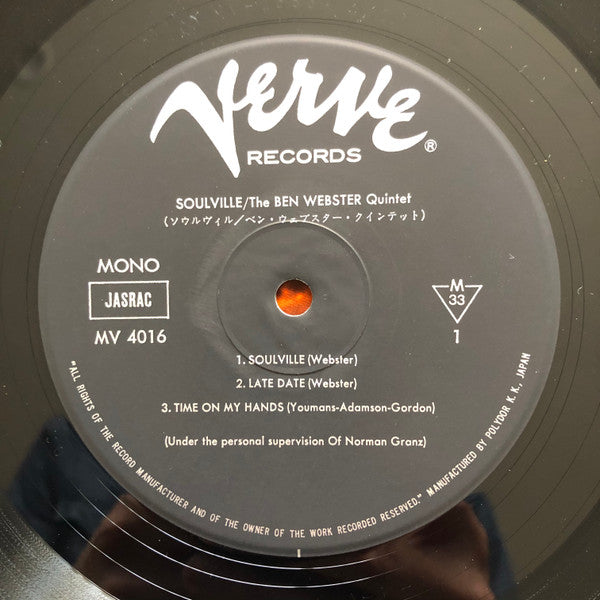 Verve®
RECORDS
SOULVILLE/The BEN WEBSTER Quintet
(ソウルヴィル/ベン・ウェブスター・クインテット)
MONO
JASRAC
MV 4016
M
33
1
1. SOULVILLE (Webster)
2. LATE DATE (Webster)
3. TIME ON MY HANDS (Youmans-Adamson-Gordon)
(Under the personal supervision Of Norman Granz)
"ALL RIGHTS OF THE RECORD MANUFACTURER AND OF THE OWNER OF THE WORK RECORDED RESERVED." MANUFACTURED BY POLYDOR K.K., JAPAN